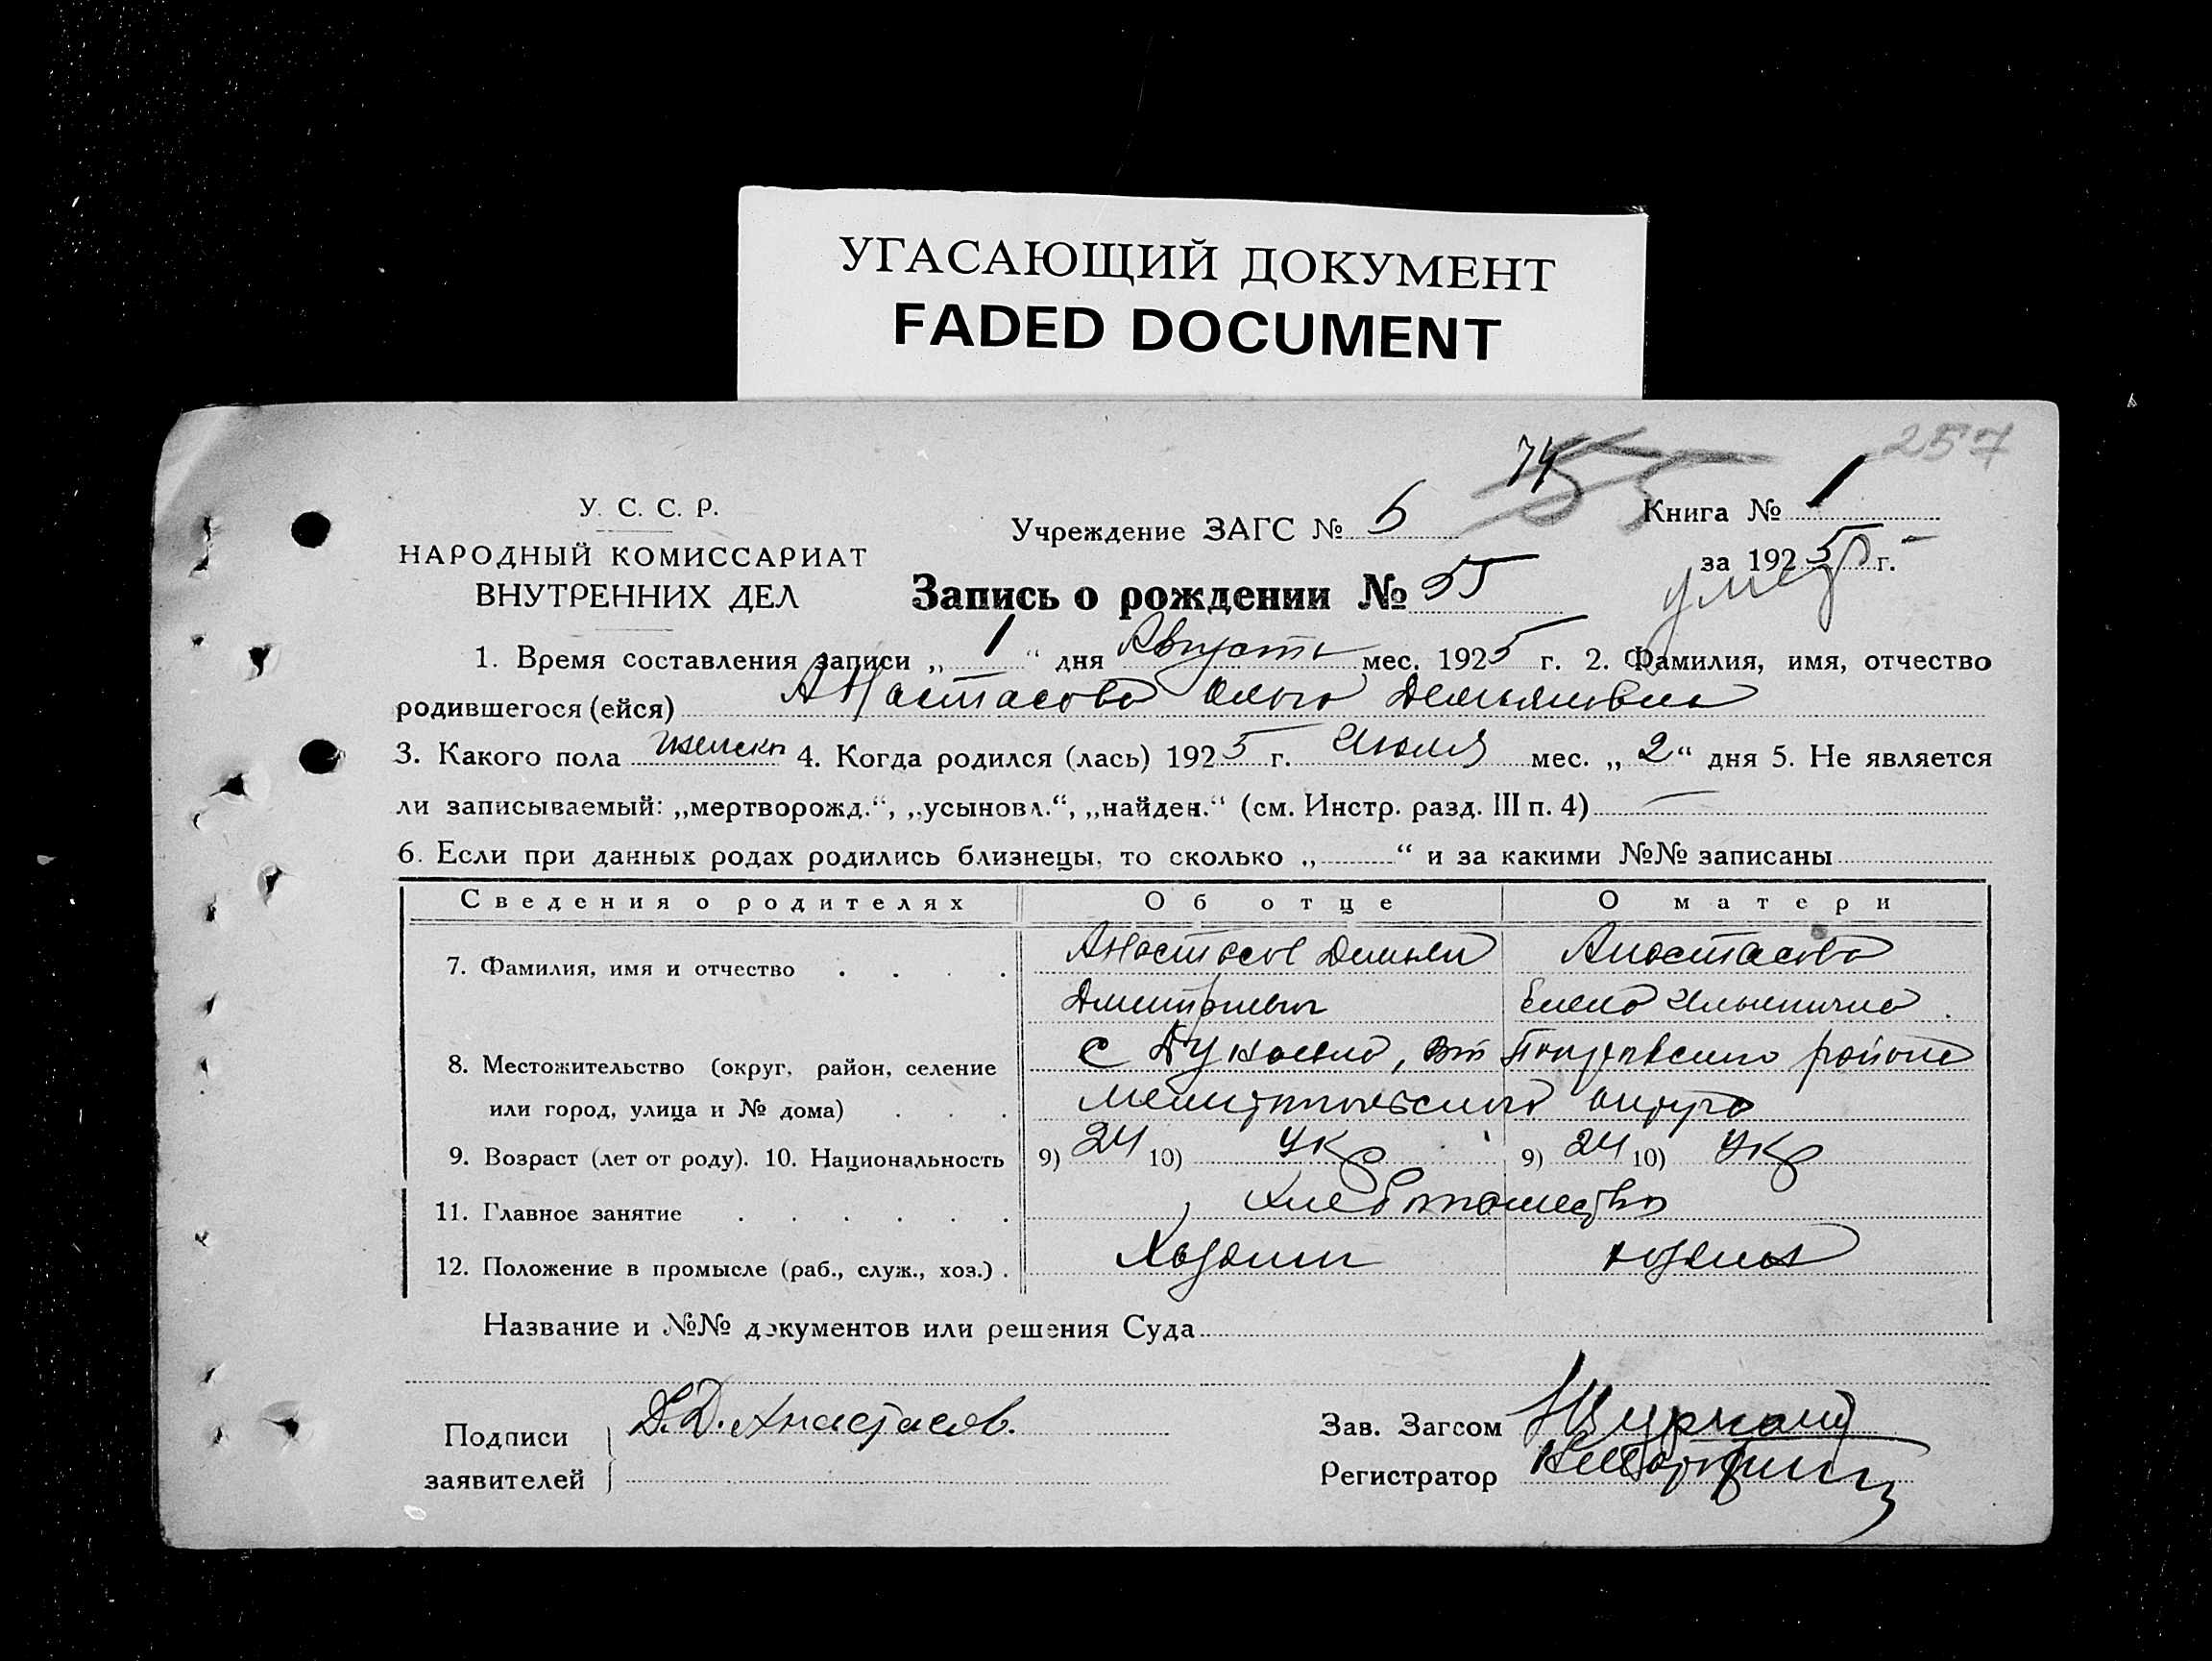 УГАСАЮЩИЙ ДОКУМЕНТ
FADED DOCUMENT
257
74 55
У. С. С. Р.
НАРОДНЫЙ КОМИССАРИАТ
ВНУТРЕННИХ ДЕЛ
Учреждение ЗАГС № 5
Книга № 1
за 1925 г.
Запись о рождении № 55
умер
1. Время составления записи „ 1 “ дня Августа мес. 1925 г. 2. Фамилия, имя, отчество
родившегося (ейся) Анастасова Ольга Демьяновна
3. Какого пола женск 4. Когда родился (лась) 1925 г. Июля мес. „ 2 “ дня 5. Не является
ли записываемый: „мертворожд.“, „усыновл.“, „найден.“ (см. Инстр. разд. III п. 4) —
6. Если при данных родах родились близнецы, то сколько „ “ и за какими №№ записаны
Сведения о родителях Об отце О матери
7. Фамилия, имя и отчество Анастасов Демьян Анастасова
Дмитриевич Елена Ильинична
8. Местожительство (округ, район, селение с районе
или город, улица и № дома) Мелитопольского округа
9. Возраст (лет от роду). 10. Национальность 9) 24 10) Укр 9) 24 10) Укр
11. Главное занятие Хлебопашество
12. Положение в промысле (раб., служ., хоз.) Хозяин
Название и №№ документов или решения Суда
Подписи заявителей Д. Д. Анастасов.
Зав. Загсом
Регистратор